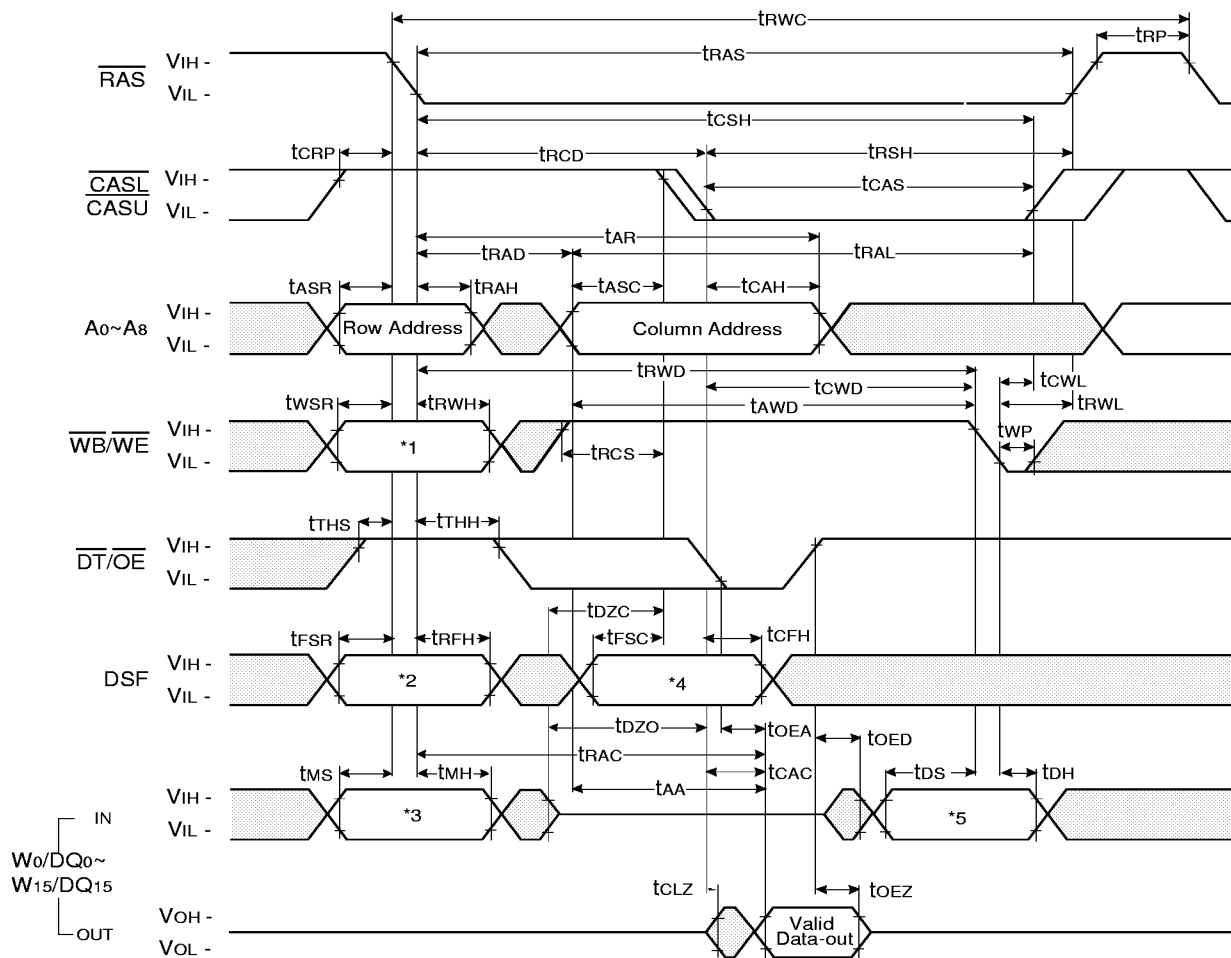 tRWC
tRP
tRAS
RAS VIH -
VIL -
tCSH
tCRP tRCD tRSH
CASL VIH -
CASU VIL -
tCAS
tAR
tRAD tRAL
tASR tRAH tASC tCAH
A0~A8 VIH -
VIL -
Row Address Column Address
tRWD
tCWD tCWL
tWSR tRWH tAWD tRWL
WB/WE VIH -
VIL -
*1 tRCS tWP
tTHS tTHH
DT/OE VIH -
VIL -
tDZC
tFSR tRFH tFSC tCFH
DSF VIH -
VIL -
*2 *4
tDZO tOEA tOED
tRAC
tMS tMH tCAC tDS tDH
tAA
IN VIH -
VIL -
*3 *5
W0/DQ0~
W15/DQ15
tCLZ tOEZ
OUT VOH -
VOL -
Valid
Data-out